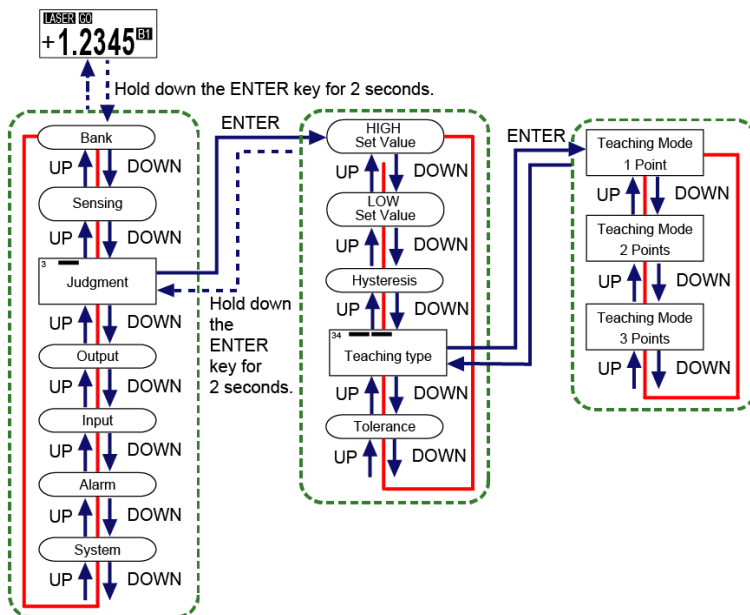 LASER GO
+1.2345 B1
Hold down the ENTER key for 2 seconds.
Bank
UP DOWN
Sensing
UP DOWN
3
Judgment
UP DOWN
Output
UP DOWN
Input
UP DOWN
Alarm
UP DOWN
System
UP DOWN
ENTER
Hold down
the
ENTER
key for
2 seconds.
HIGH
Set Value
UP DOWN
LOW
Set Value
UP DOWN
Hysteresis
UP DOWN
34
Teaching type
UP DOWN
Tolerance
UP DOWN
ENTER
Teaching Mode
1 Point
UP DOWN
Teaching Mode
2 Points
UP DOWN
Teaching Mode
3 Points
UP DOWN